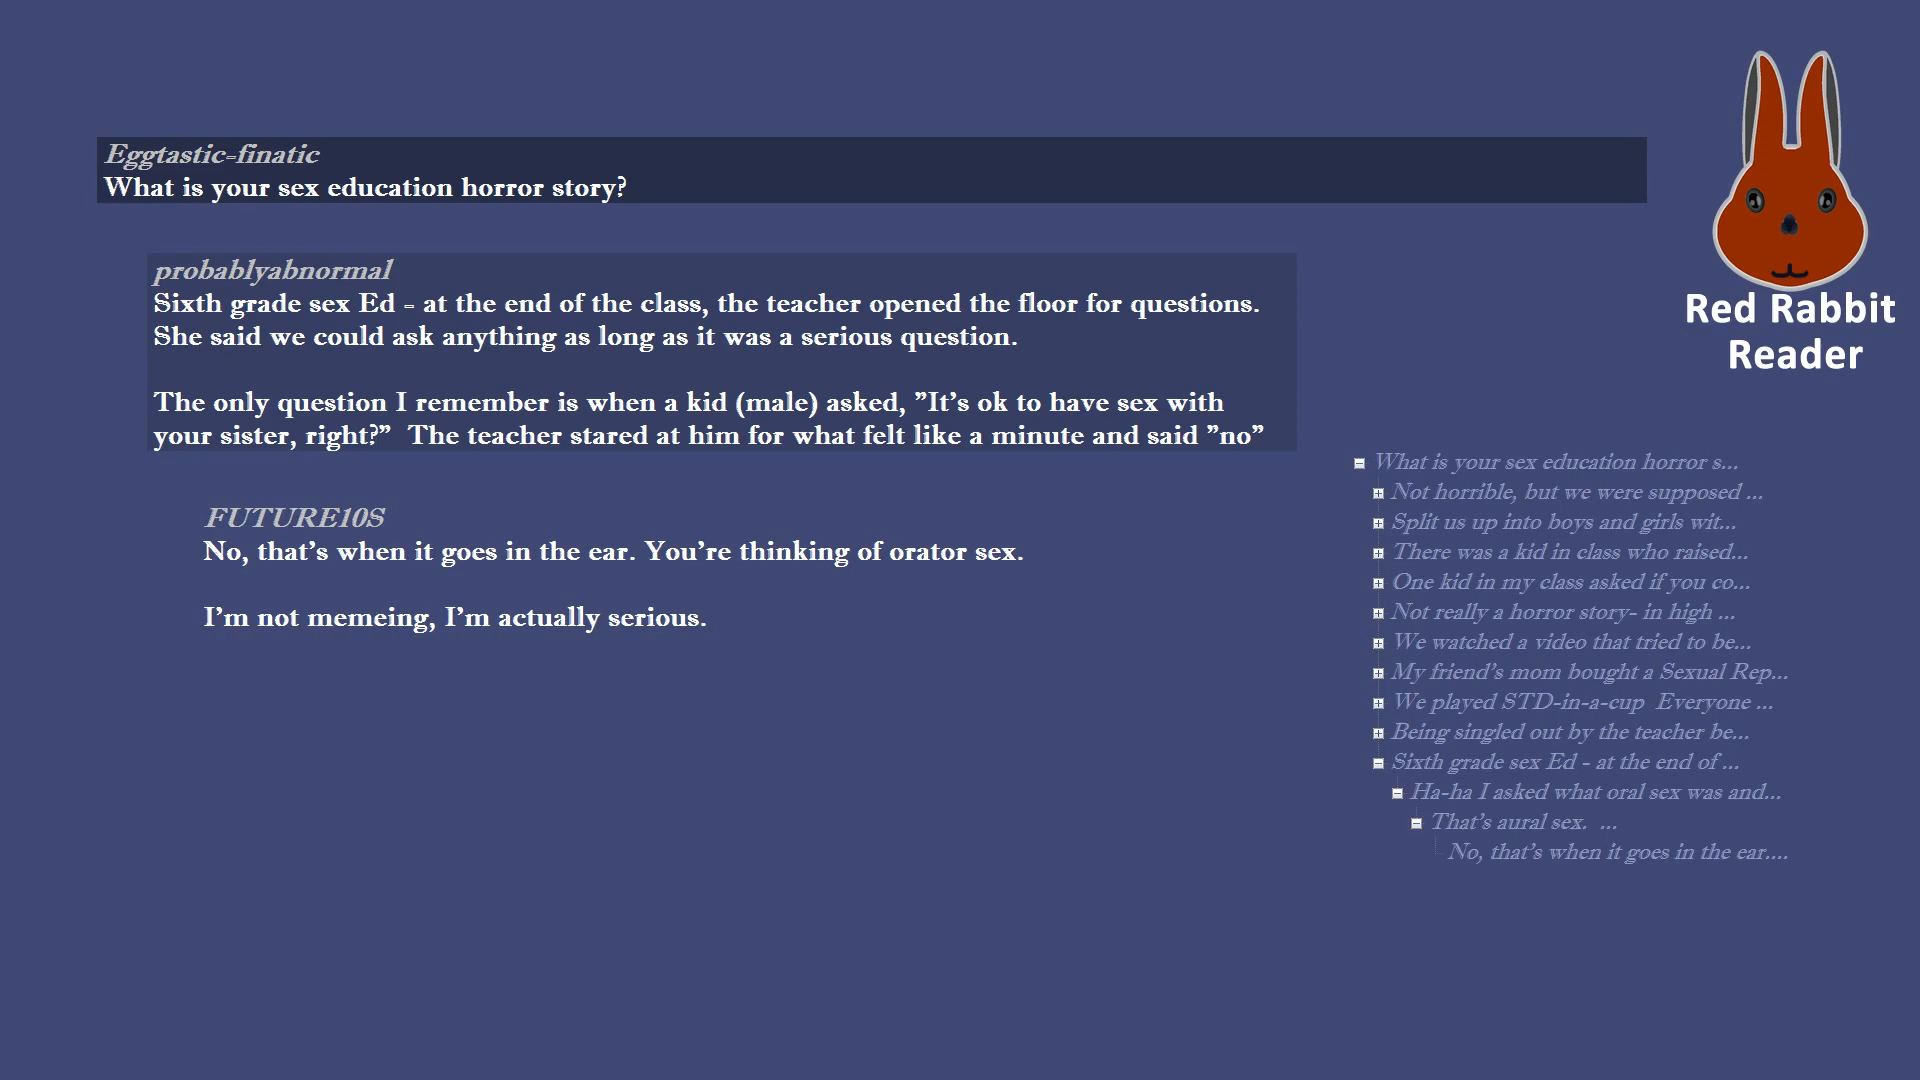 Eggtastic-finatic
What is your sex education horror story?
probablyabnormal
Sixth grade sex Ed - at the end of the class, the teacher opened the floor for questions.
She said we could ask anything as long as it was a serious question.
The only question I remember is when a kid (male) asked, "It's ok to have sex with
your sister, right?"  The teacher stared at him for what felt like a minute and said "no"
FUTURE10S
No, that's when it goes in the ear. You're thinking of orator sex.
I'm not memeing, I'm actually serious.
Red Rabbit
Reader
What is your sex education horror s...
Not horrible, but we were supposed ...
Split us up into boys and girls wit...
There was a kid in class who raised...
One kid in my class asked if you co...
Not really a horror story- in high ...
We watched a video that tried to be...
My friend's mom bought a Sexual Rep...
We played STD-in-a-cup  Everyone ...
Being singled out by the teacher be...
Sixth grade sex Ed - at the end of ...
Ha-ha I asked what oral sex was and...
That's aural sex.  ...
No, that's when it goes in the ear....